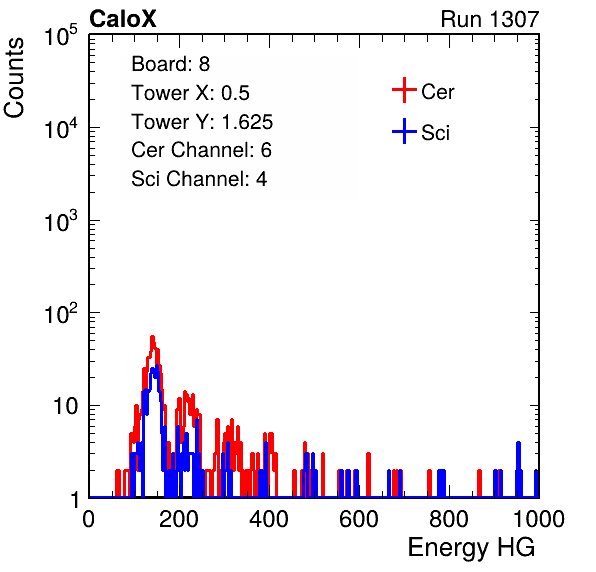 CaloX Run 1307
Counts
10^5
10^4
10^3
10^2
10
1
Board: 8
Tower X: 0.5
Tower Y: 1.625
Cer Channel: 6
Sci Channel: 4
Cer
Sci
0 200 400 600 800 1000
Energy HG